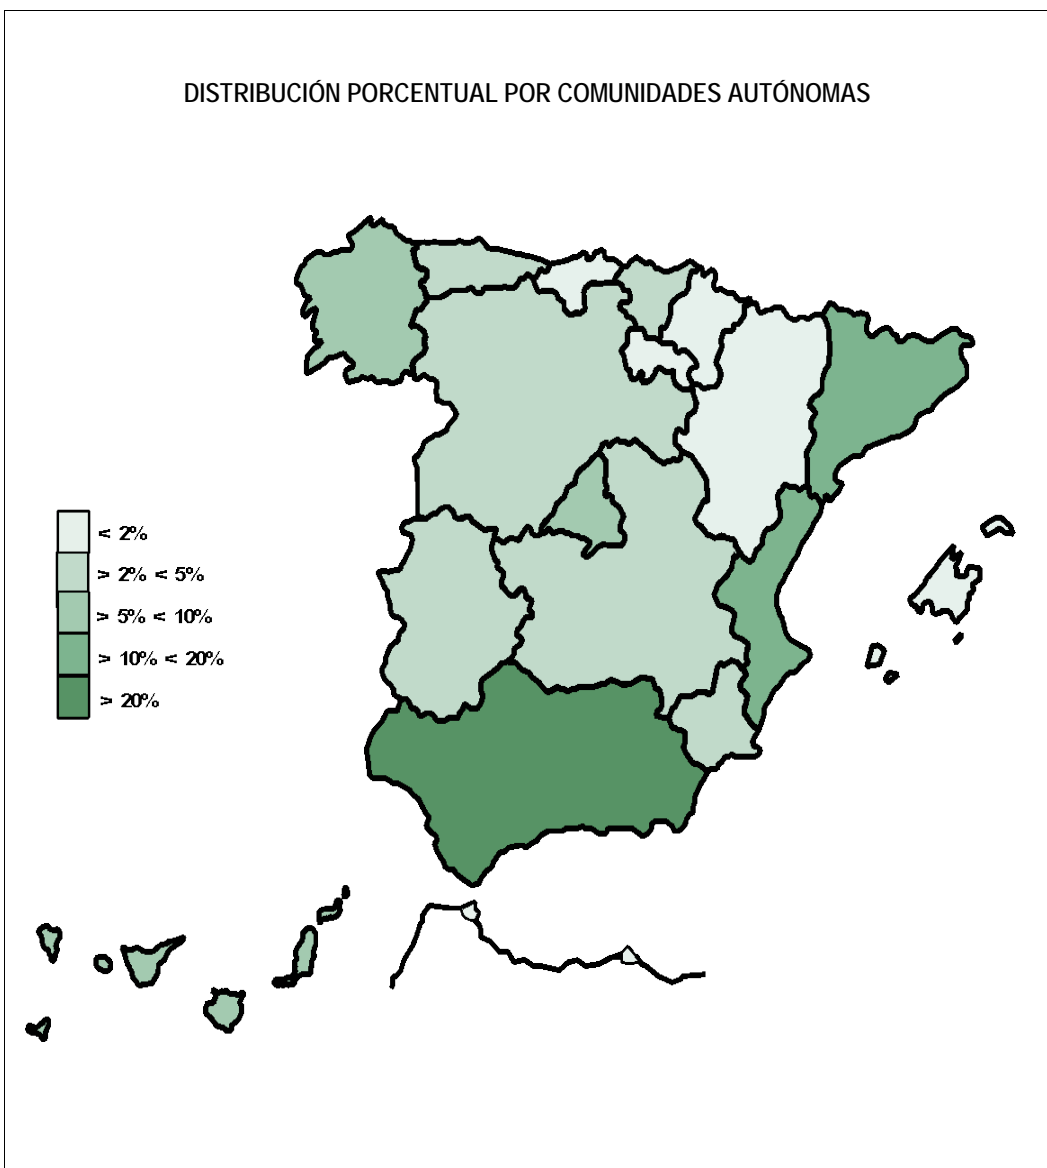 DISTRIBUCIÓN PORCENTUAL POR COMUNIDADES AUTÓNOMAS
< 2%
> 2% < 5%
> 5% < 10%
> 10% < 20%
> 20%